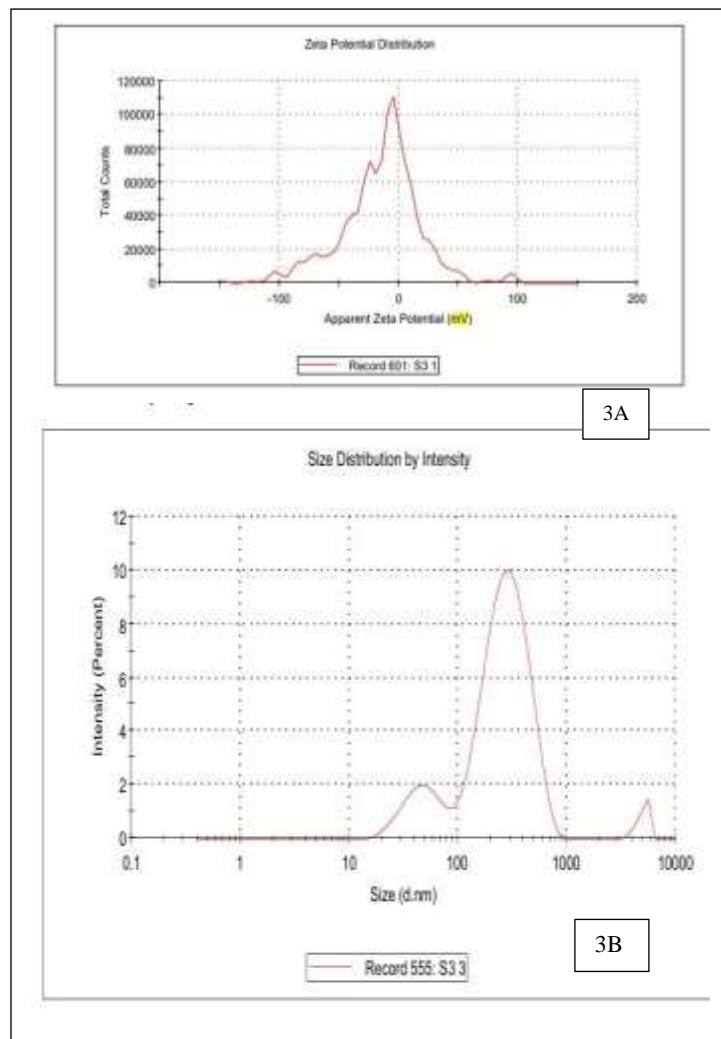 Zeta Potential Distribution
120000
100000
80000
60000
40000
20000
0
Total Counts
-100 0 100 200
Apparent Zeta Potential (mV)
Record 601: S3 1
3A
Size Distribution by Intensity
12
10
8
6
4
2
0
Intensity (Percent)
0.1 1 10 100 1000 10000
Size (d.nm)
3B
Record 555: S3 3